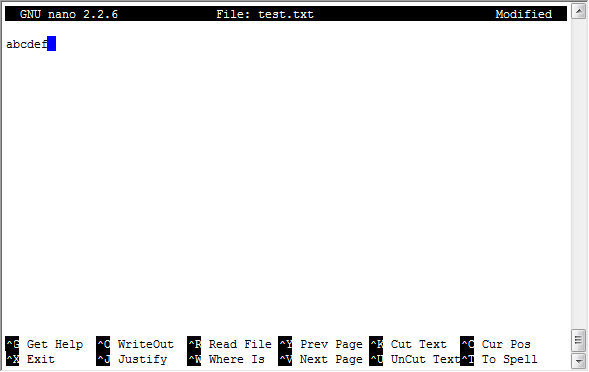 GNU nano 2.2.6 File: test.txt Modified
abcdef
^G Get Help ^O WriteOut ^R Read File ^Y Prev Page ^K Cut Text ^C Cur Pos
^X Exit ^J Justify ^W Where Is ^V Next Page ^U UnCut Text ^T To Spell